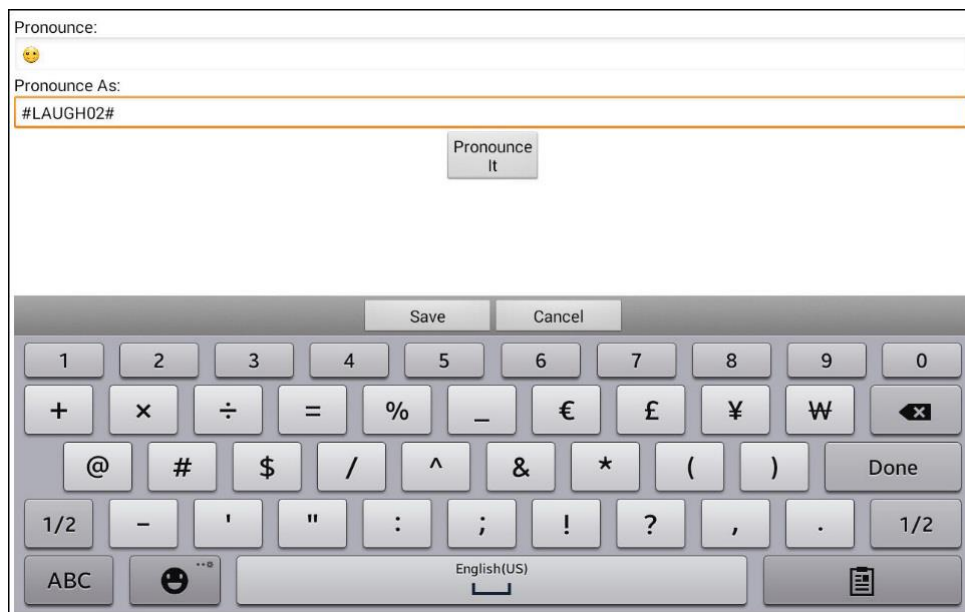 Pronounce:
🙂
Pronounce As:
#LAUGH02#
Pronounce
It
Save Cancel
1 2 3 4 5 6 7 8 9 0
+ × ÷ = % _ € £ ¥ ₩
@ # $ / ^ & * ( ) Done
1/2 - ' " : ; ! ? , . 1/2
ABC English(US)